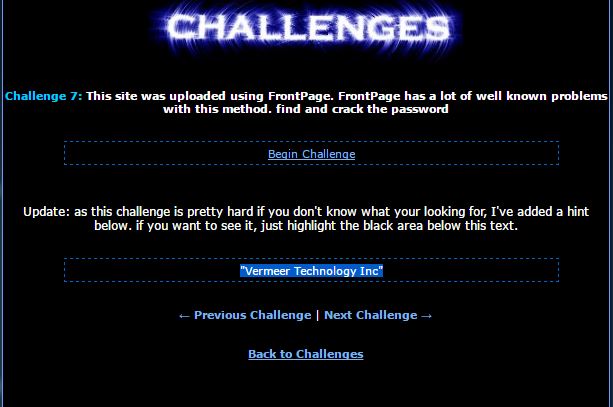 CHALLENGES
Challenge 7: This site was uploaded using FrontPage. FrontPage has a lot of well known problems
with this method. find and crack the password
Begin Challenge
Update: as this challenge is pretty hard if you don't know what your looking for, I've added a hint
below. if you want to see it, just highlight the black area below this text.
"Vermeer Technology Inc"
← Previous Challenge | Next Challenge →
Back to Challenges